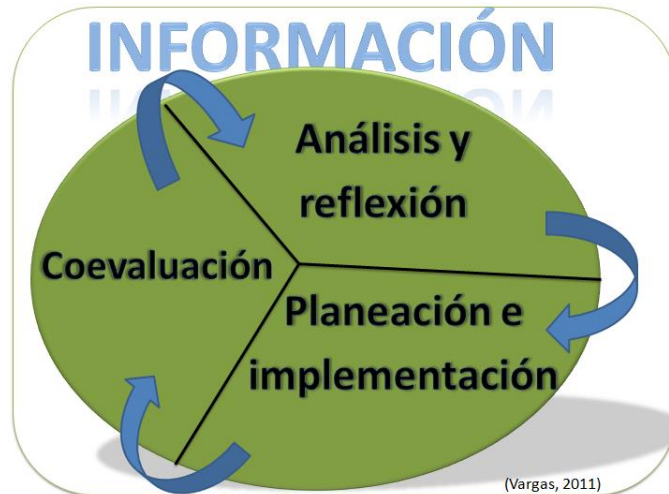 INFORMACIÓN
Análisis y
reflexión
Coevaluación
Planeación e
implementación
(Vargas, 2011)